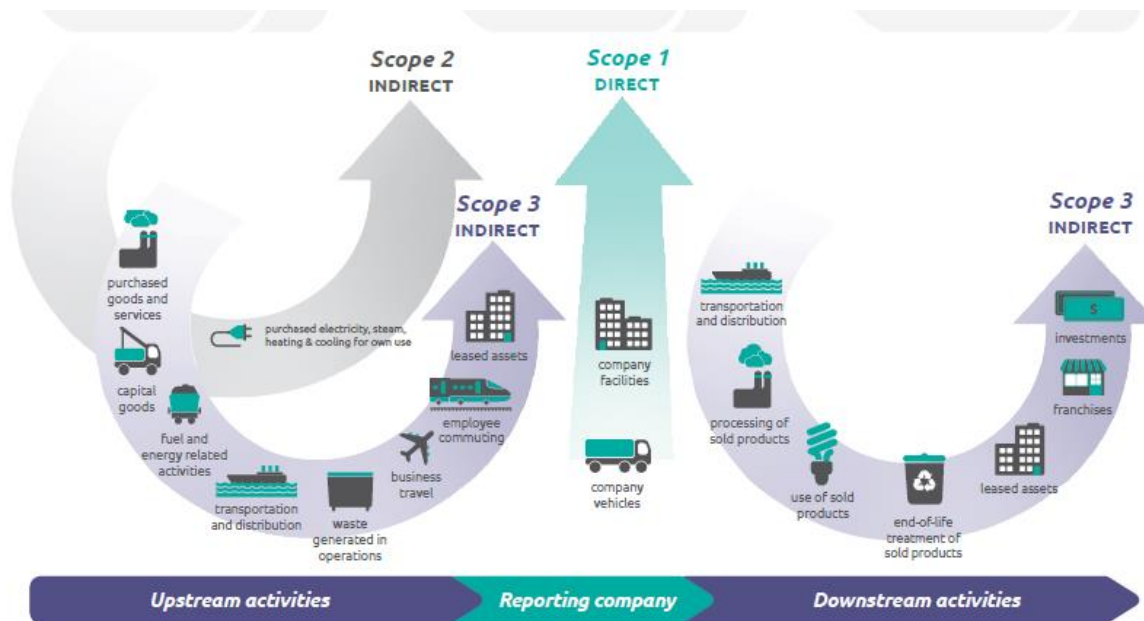 Scope 2
INDIRECT
Scope 1
DIRECT
Scope 3
INDIRECT
Scope 3
INDIRECT
purchased
goods and
services
purchased electricity, steam,
heating & cooling for own use
capital
goods
fuel and
energy related
activities
transportation
and distribution
waste
generated in
operations
business
travel
employee
commuting
leased assets
company
facilities
company
vehicles
transportation
and distribution
processing of
sold products
use of sold
products
end-of-life
treatment of
sold products
leased assets
franchises
$
investments
Upstream activities
Reporting company
Downstream activities